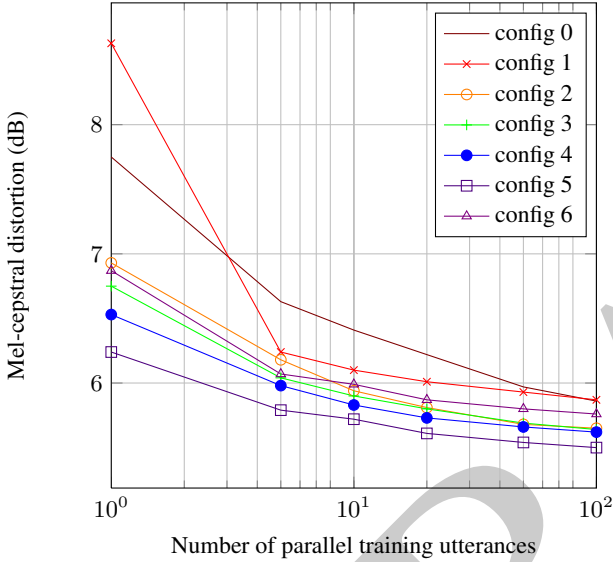 config 0
config 1
config 2
config 3
config 4
config 5
config 6
8
7
6
10^0
10^1
10^2
Mel-cepstral distortion (dB)
Number of parallel training utterances